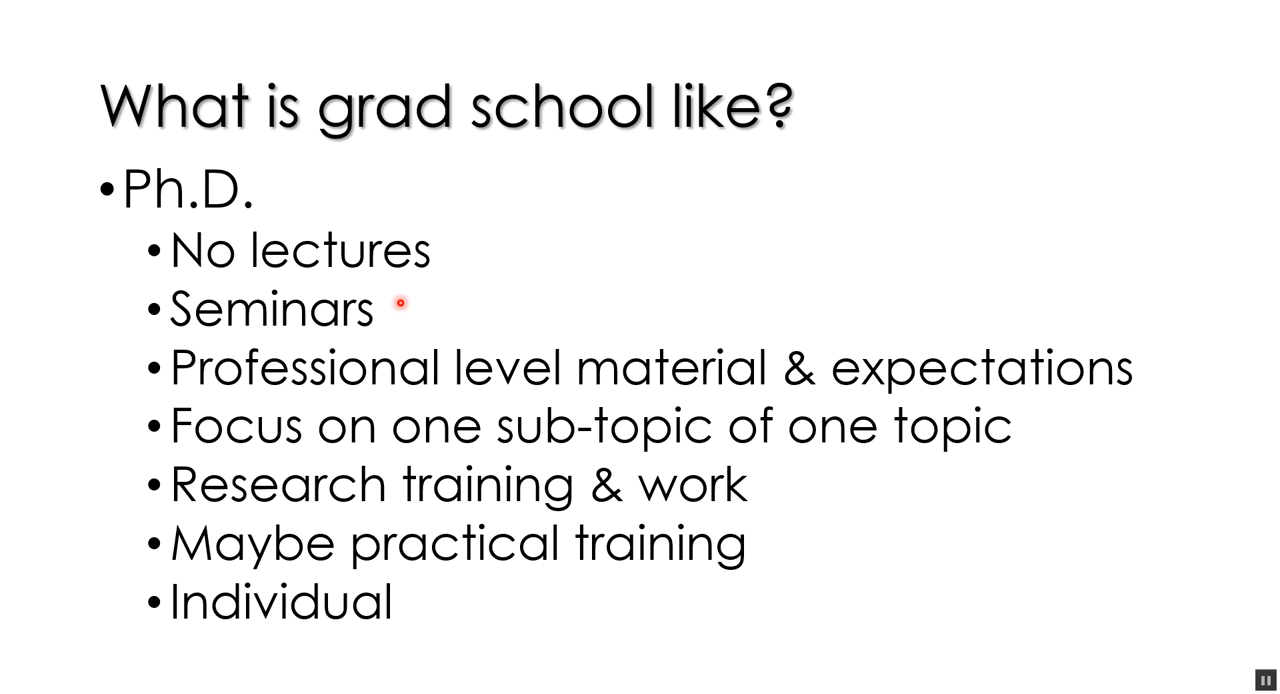 What is grad school like?
•Ph.D.
•No lectures
•Seminars
•Professional level material & expectations
•Focus on one sub-topic of one topic
•Research training & work
•Maybe practical training
•Individual